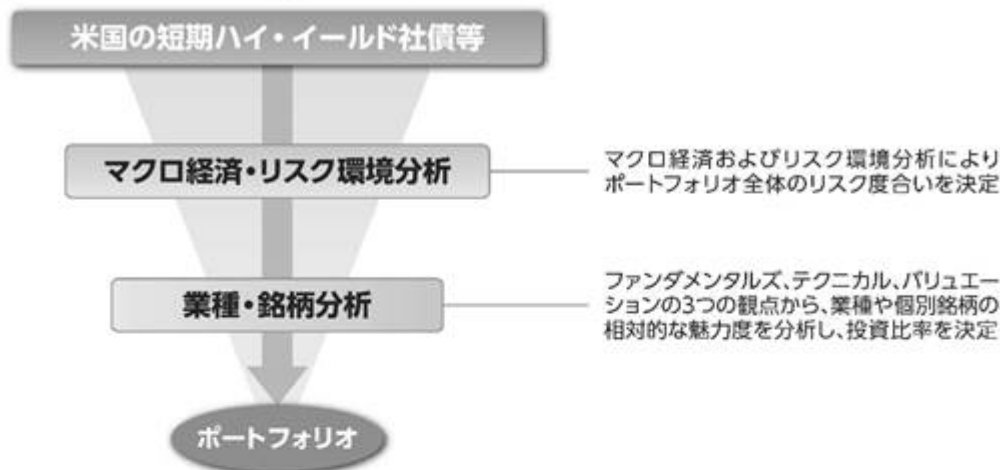 米国の短期ハイ・イールド社債等
マクロ経済・リスク環境分析
マクロ経済およびリスク環境分析により
ポートフォリオ全体のリスク度合いを決定
業種・銘柄分析
ファンダメンタルズ、テクニカル、バリュエー
ションの3つの観点から、業種や個別銘柄の
相対的な魅力度を分析し、投資比率を決定
ポートフォリオ